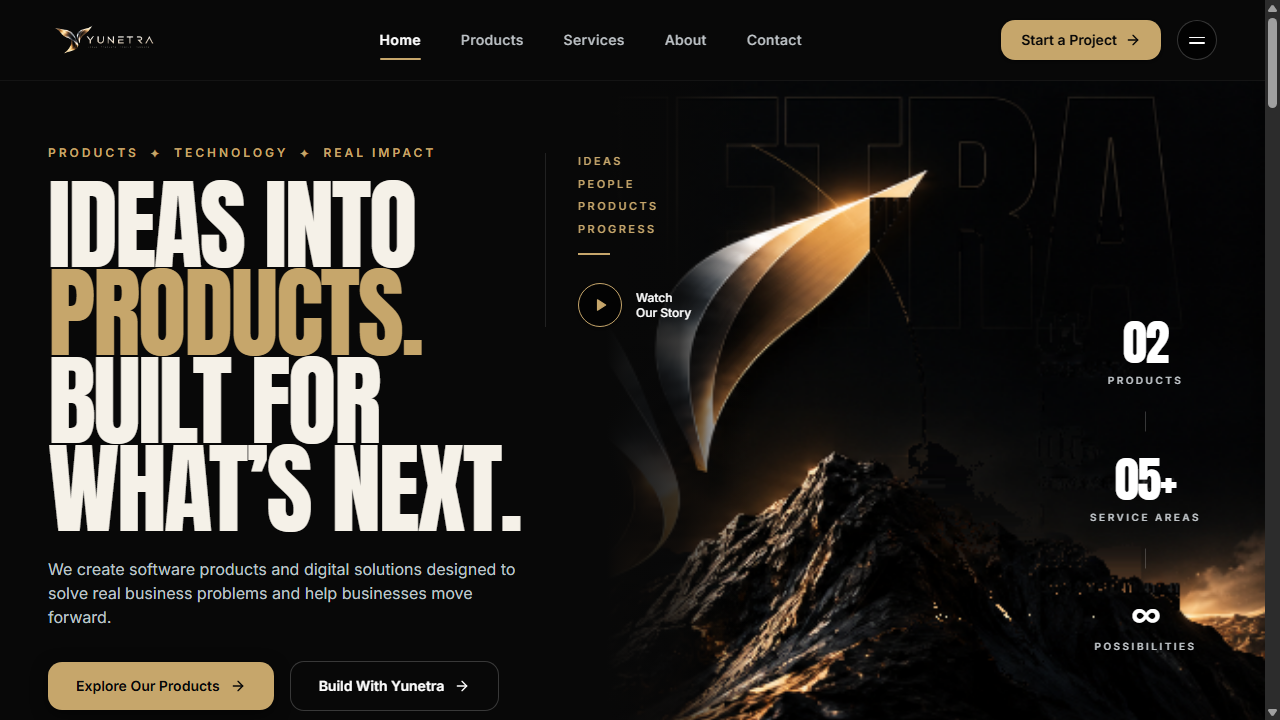 YUNETRA
Home
Products
Services
About
Contact
Start a Project
PRODUCTS ✦ TECHNOLOGY ✦ REAL IMPACT
IDEAS INTO
PRODUCTS.
BUILT FOR
WHAT’S NEXT.
We create software products and digital solutions designed to
solve real business problems and help businesses move
forward.
Explore Our Products
Build With Yunetra
IDEAS
PEOPLE
PRODUCTS
PROGRESS
Watch
Our Story
ETRA
02
PRODUCTS
05+
SERVICE AREAS
∞
POSSIBILITIES